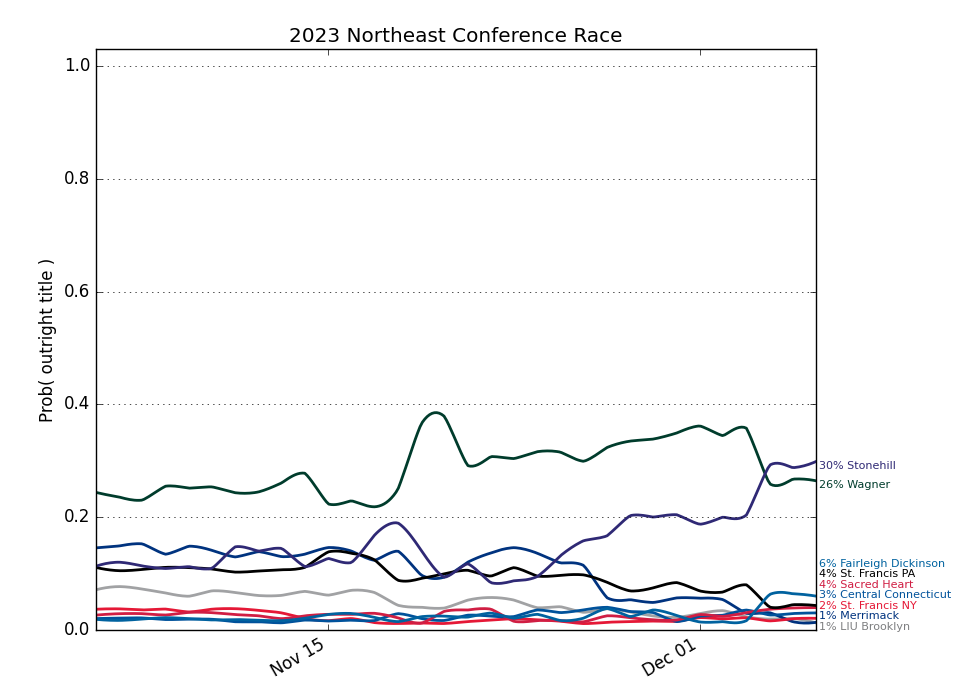 2023 Northeast Conference Race
Prob( outright title )
1.0
0.8
0.6
0.4
0.2
0.0
Nov 15
Dec 01
30% Stonehill
26% Wagner
6% Fairleigh Dickinson
4% St. Francis PA
4% Sacred Heart
3% Central Connecticut
2% St. Francis NY
1% Merrimack
1% LIU Brooklyn